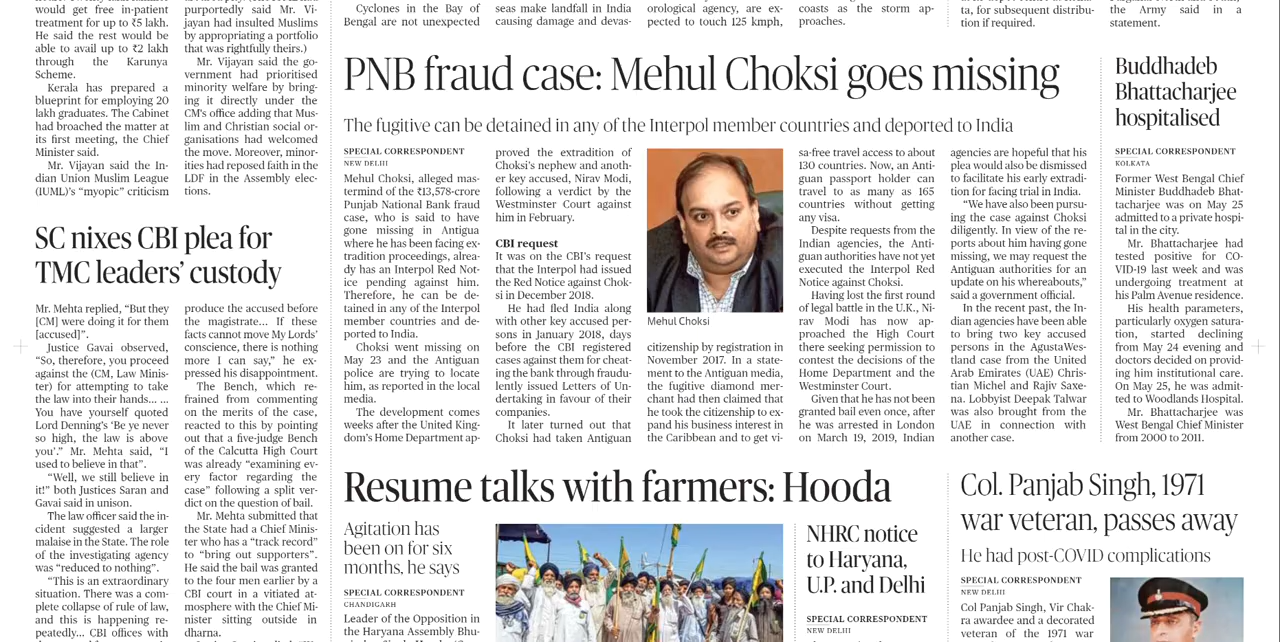 would get free in-patient
treatment for up to ₹5 lakh.
He said the rest would be
able to avail up to ₹2 lakh
through the Karunya
Scheme.
Kerala has prepared a
blueprint for employing 20
lakh graduates. The Cabinet
had broached the matter at
its first meeting, the Chief
Minister said.
Mr. Vijayan said the In-
dian Union Muslim League
(IUML)’s “myopic” criticism
purportedly said Mr. Vi-
jayan had insulted Muslims
by appropriating a portfolio
that was rightfully theirs.)
Mr. Vijayan said the go-
vernment had prioritised
minority welfare by bring-
ing it directly under the
CM’s office adding that Mus-
lim and Christian social or-
ganisations had welcomed
the move. Moreover, minor-
ities had reposed faith in the
LDF in the Assembly elec-
tions.
SC nixes CBI plea for
TMC leaders’ custody
Mr. Mehta replied, “But they
[CM] were doing it for them
[accused]”.
Justice Gavai observed,
“So, therefore, you proceed
against the (CM, Law Minis-
ter) for attempting to take
the law into their hands... ...
You have yourself quoted
Lord Denning’s ‘Be ye never
so high, the law is above
you’.” Mr. Mehta said, “I
used to believe in that”.
“Well, we still believe in
it!” both Justices Saran and
Gavai said in unison.
The law officer said the in-
cident suggested a larger
malaise in the State. The role
of the investigating agency
was “reduced to nothing”.
“This is an extraordinary
situation. There was a com-
plete collapse of rule of law,
and this is happening re-
peatedly... CBI offices with
produce the accused before
the magistrate... If these
facts cannot move My Lords’
conscience, there is nothing
more I can say,” he ex-
pressed his disappointment.
The Bench, which re-
frained from commenting
on the merits of the case,
reacted to this by pointing
out that a five-judge Bench
of the Calcutta High Court
was already “examining ev-
ery factor regarding the
case” following a split ver-
dict on the question of bail.
Mr. Mehta submitted that
the State had a Chief Minis-
ter who has a “track record”
to “bring out supporters”.
He said the bail was granted
to the four men earlier by a
CBI court in a vitiated at-
mosphere with the Chief Mi-
nister sitting outside in
dharna.
Cyclones in the Bay of
Bengal are not unexpected
seas make landfall in India
causing damage and devas-
orological agency, are ex-
pected to touch 125 kmph,
coasts as the storm ap-
proaches.
ta, for subsequent distribu-
tion if required.
the Army said in a
statement.
PNB fraud case: Mehul Choksi goes missing
The fugitive can be detained in any of the Interpol member countries and deported to India
SPECIAL CORRESPONDENT
NEW DELHI
Mehul Choksi, alleged mas-
termind of the ₹13,578-crore
Punjab National Bank fraud
case, who is said to have
gone missing in Antigua
where he has been facing ex-
tradition proceedings, alrea-
dy has an Interpol Red Not-
ice pending against him.
Therefore, he can be de-
tained in any of the Interpol
member countries and de-
ported to India.
Choksi went missing on
May 23 and the Antiguan
police are trying to locate
him, as reported in the local
media.
The development comes
weeks after the United King-
dom’s Home Department ap-
proved the extradition of
Choksi’s nephew and anoth-
er key accused, Nirav Modi,
following a verdict by the
Westminster Court against
him in February.
CBI request
It was on the CBI’s request
that the Interpol had issued
the Red Notice against Chok-
si in December 2018.
He had fled India along
with other key accused per-
sons in January 2018, days
before the CBI registered
cases against them for cheat-
ing the bank through fraudu-
lently issued Letters of Un-
dertaking in favour of their
companies.
It later turned out that
Choksi had taken Antiguan
Mehul Choksi
citizenship by registration in
November 2017. In a state-
ment to the Antiguan media,
the fugitive diamond mer-
chant had then claimed that
he took the citizenship to ex-
pand his business interest in
the Caribbean and to get vi-
sa-free travel access to about
130 countries. Now, an Anti-
guan passport holder can
travel to as many as 165
countries without getting
any visa.
Despite requests from the
Indian agencies, the Anti-
guan authorities have not yet
executed the Interpol Red
Notice against Choksi.
Having lost the first round
of legal battle in the U.K., Ni-
rav Modi has now ap-
proached the High Court
there seeking permission to
contest the decisions of the
Home Department and the
Westminster Court.
Given that he has not been
granted bail even once, after
he was arrested in London
on March 19, 2019, Indian
agencies are hopeful that his
plea would also be dismissed
to facilitate his early extradi-
tion for facing trial in India.
“We have also been pursu-
ing the case against Choksi
diligently. In view of the re-
ports about him having gone
missing, we may request the
Antiguan authorities for an
update on his whereabouts,”
said a government official.
In the recent past, the In-
dian agencies have been able
to bring two key accused
persons in the AgustaWes-
tland case from the United
Arab Emirates (UAE) Chris-
tian Michel and Rajiv Saxe-
na. Lobbyist Deepak Talwar
was also brought from the
UAE in connection with
another case.
Buddhadeb
Bhattacharjee
hospitalised
SPECIAL CORRESPONDENT
KOLKATA
Former West Bengal Chief
Minister Buddhadeb Bhat-
tacharjee was on May 25
admitted to a private hospi-
tal in the city.
Mr. Bhattacharjee had
tested positive for CO-
VID-19 last week and was
undergoing treatment at
his Palm Avenue residence.
His health parameters,
particularly oxygen satura-
tion, started declining
from May 24 evening and
doctors decided on provid-
ing him institutional care.
On May 25, he was admit-
ted to Woodlands Hospital.
Mr. Bhattacharjee was
West Bengal Chief Minister
from 2000 to 2011.
Resume talks with farmers: Hooda
Agitation has
been on for six
months, he says
SPECIAL CORRESPONDENT
CHANDIGARH
Leader of the Opposition in
the Haryana Assembly Bhu-
NHRC notice
to Haryana,
U.P. and Delhi
SPECIAL CORRESPONDENT
NEW DELHI
Col. Panjab Singh, 1971
war veteran, passes away
He had post-COVID complications
SPECIAL CORRESPONDENT
NEW DELHI
Col Panjab Singh, Vir Chak-
ra awardee and a decorated
veteran of the 1971 war